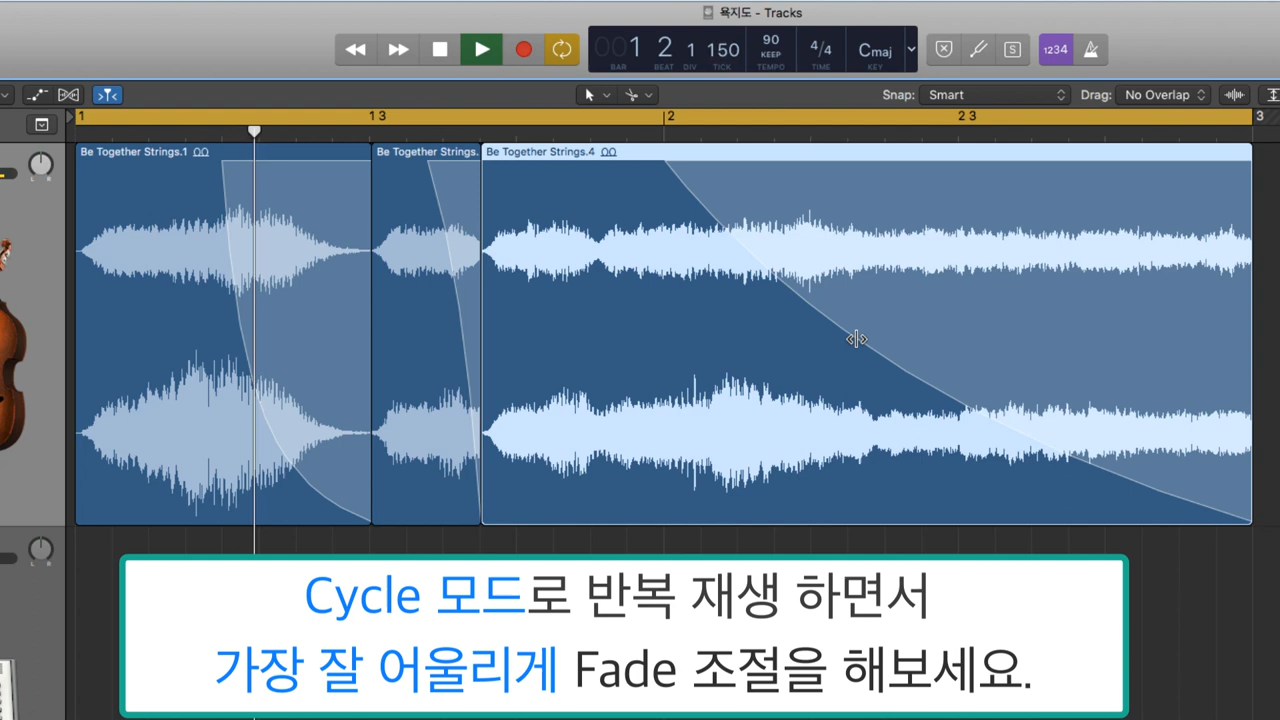 욕지도 - Tracks
001 2 1 150
BAR BEAT DIV TICK
90
KEEP
TEMPO
4/4
TIME
Cmaj
KEY
S
1234
Snap: Smart
Drag: No Overlap
1 1 3 2 2 3 3
Be Together Strings.1
Be Together Strings.
Be Together Strings.4
L R
L R
Cycle 모드로 반복 재생 하면서
가장 잘 어울리게 Fade 조절을 해보세요.